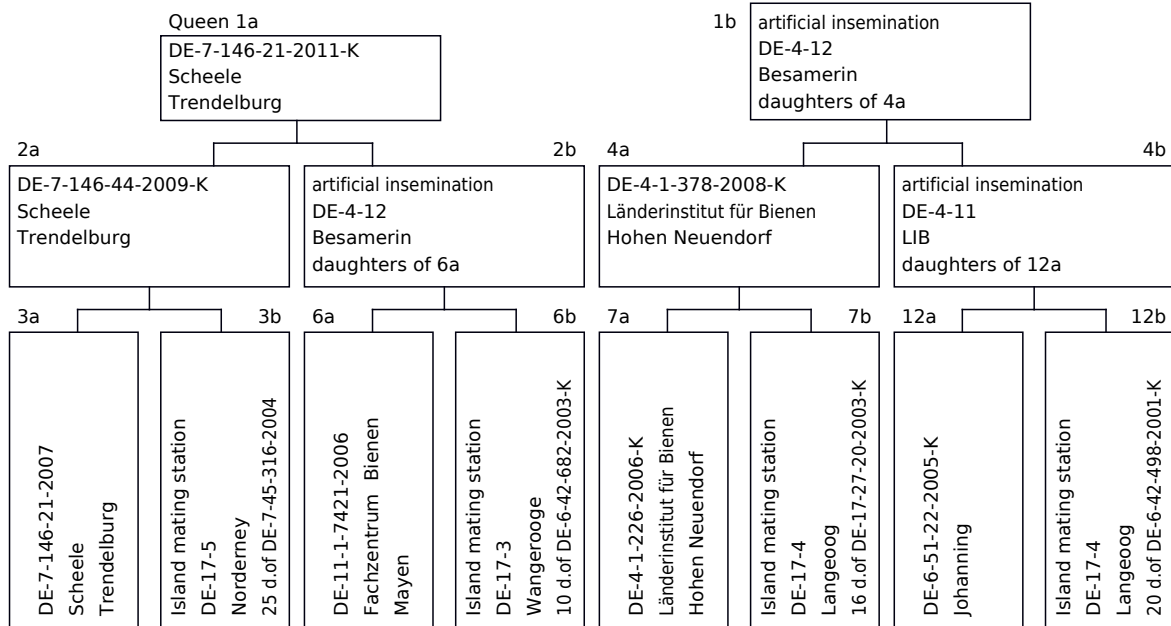 Queen 1a
DE-7-146-21-2011-K
Scheele
Trendelburg
1b
artificial insemination
DE-4-12
Besamerin
daughters of 4a
2a
DE-7-146-44-2009-K
Scheele
Trendelburg
2b
artificial insemination
DE-4-12
Besamerin
daughters of 6a
4a
DE-4-1-378-2008-K
Länderinstitut für Bienen
Hohen Neuendorf
4b
artificial insemination
DE-4-11
LIB
daughters of 12a
3a
DE-7-146-21-2007
Scheele
Trendelburg
3b
Island mating station
DE-17-5
Norderney
25 d.of DE-7-45-316-2004
6a
DE-11-1-7421-2006
Fachzentrum Bienen
Mayen
6b
Island mating station
DE-17-3
Wangerooge
10 d.of DE-6-42-682-2003-K
7a
DE-4-1-226-2006-K
Länderinstitut für Bienen
Hohen Neuendorf
7b
Island mating station
DE-17-4
Langeoog
16 d.of DE-17-27-20-2003-K
12a
DE-6-51-22-2005-K
Johanning
12b
Island mating station
DE-17-4
Langeoog
20 d.of DE-6-42-498-2001-K